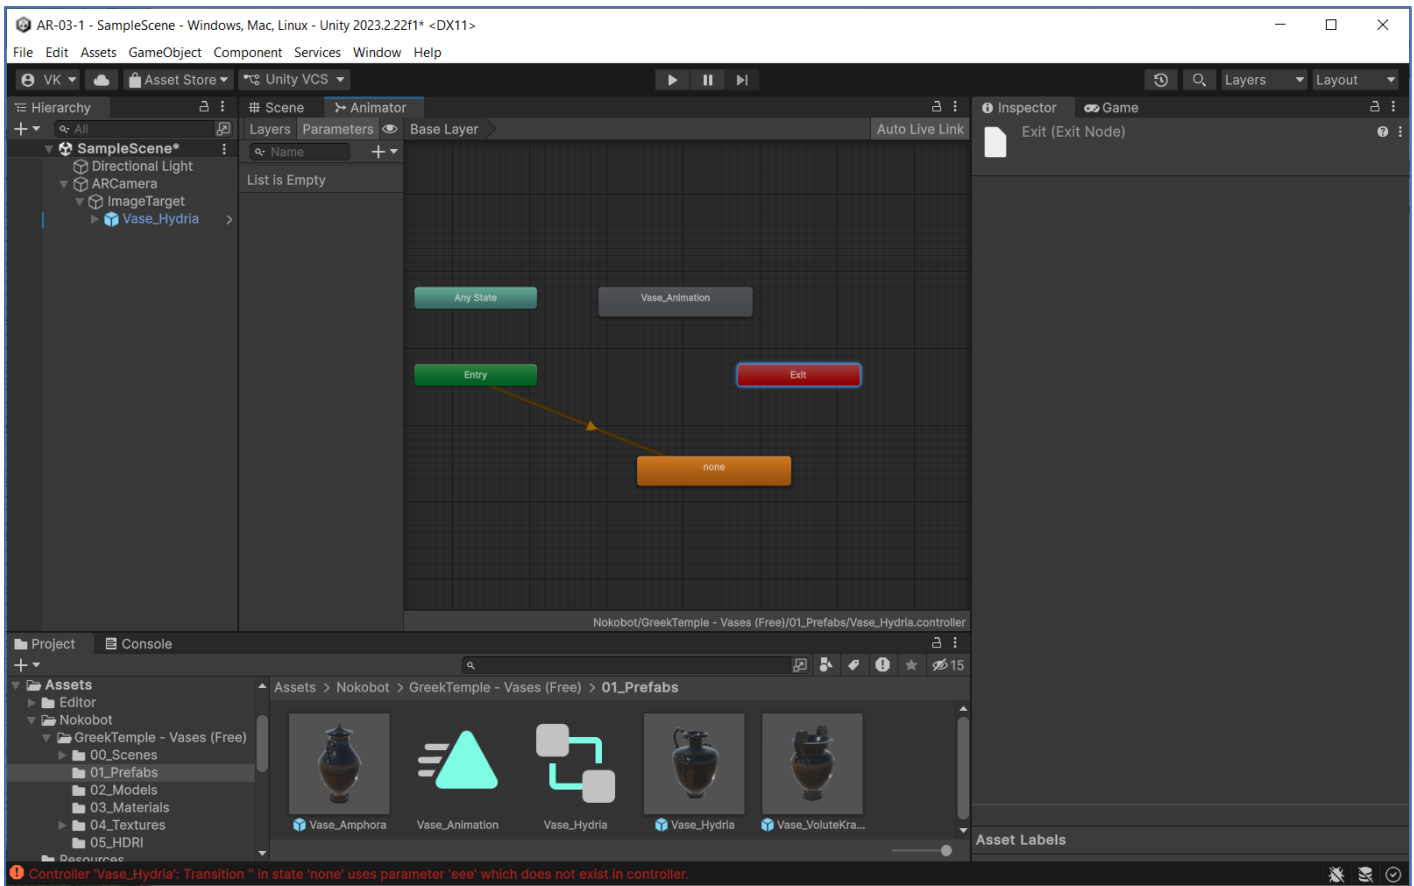 AR-03-1 - SampleScene - Windows, Mac, Linux - Unity 2023.2.22f1* <DX11>
File Edit Assets GameObject Component Services Window Help
VK Asset Store Unity VCS Layers Layout
Hierarchy
All
SampleScene*
Directional Light
ARCamera
ImageTarget
Vase_Hydria
Scene Animator
Layers Parameters Base Layer Auto Live Link
Name
List is Empty
Any State
Vase_Animation
Entry
Exit
none
Nokobot/GreekTemple - Vases (Free)/01_Prefabs/Vase_Hydria.controller
Inspector Game
Exit (Exit Node)
Asset Labels
Project Console
15
Assets
Editor
Nokobot
GreekTemple - Vases (Free)
00_Scenes
01_Prefabs
02_Models
03_Materials
04_Textures
05_HDRI
Resources
Assets > Nokobot > GreekTemple - Vases (Free) > 01_Prefabs
Vase_Amphora
Vase_Animation
Vase_Hydria
Vase_Hydria
Vase_VoluteKra...
Controller 'Vase_Hydria': Transition '' in state 'none' uses parameter 'eee' which does not exist in controller.